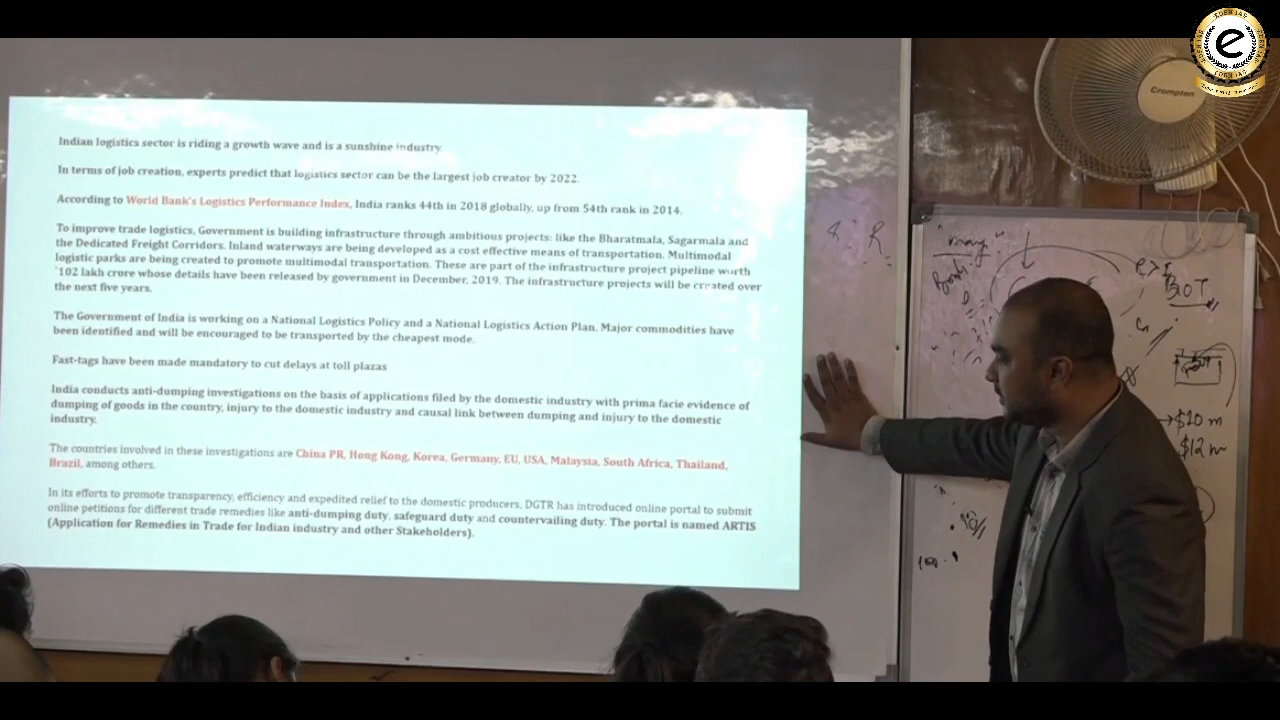 Indian logistics sector is riding a growth wave and is a sunshine industry
In terms of job creation, experts predict that logistics sector can be the largest job creator by 2022.
According to World Bank's Logistics Performance Index, India ranks 44th in 2018 globally, up from 54th rank in 2014.
To improve trade logistics, Government is building infrastructure through ambitious projects: like the Bharatmala, Sagarmala and
the Dedicated Freight Corridors. Inland waterways are being developed as a cost effective means of transportation. Multimodal
logistic parks are being created to promote multimodal transportation. These are part of the infrastructure project pipeline worth
`102 lakh crore whose details have been released by government in December, 2019. The infrastructure projects will be created over
the next five years.
The Government of India is working on a National Logistics Policy and a National Logistics Action Plan. Major commodities have
been identified and will be encouraged to be transported by the cheapest mode.
Fast-tags have been made mandatory to cut delays at toll plazas
India conducts anti-dumping investigations on the basis of applications filed by the domestic industry with prima facie evidence of
dumping of goods in the country, injury to the domestic industry and causal link between dumping and injury to the domestic
industry.
The countries involved in these investigations are China PR, Hong Kong, Korea, Germany, EU, USA, Malaysia, South Africa, Thailand,
Brazil, among others.
In its efforts to promote transparency, efficiency and expedited relief to the domestic producers, DGTR has introduced online portal to submit
online petitions for different trade remedies like anti-dumping duty, safeguard duty and countervailing duty. The portal is named ARTIS
(Application for Remedies in Trade for Indian industry and other Stakeholders).
R
Crompton
e
EDEN IAS
"may"
BOT
$20 m
$12 m